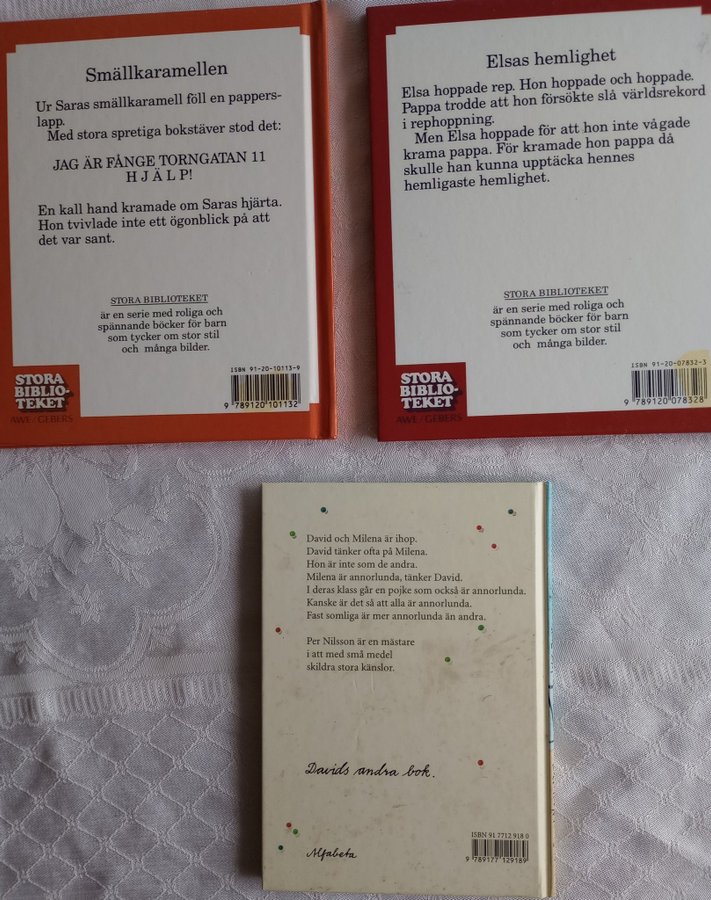 Smällkaramellen
Ur Saras smällkaramell föll en pappers-
lapp.
Med stora spretiga bokstäver stod det:
JAG ÄR FÅNGE TORNGATAN 11
H J Ä L P!
En kall hand kramade om Saras hjärta.
Hon tvivlade inte ett ögonblick på att
det var sant.
STORA BIBLIOTEKET
är en serie med roliga och
spännande böcker för barn
som tycker om stor stil
och många bilder.
STORA
BIBLIO-
TEKET
AWE/GEBERS
ISBN 91-20-10113-9
9 789120 101132
Elsas hemlighet
Elsa hoppade rep. Hon hoppade och hoppade.
Pappa trodde att hon försökte slå världsrekord
i rephoppning.
Men Elsa hoppade för att hon inte vågade
krama pappa. För kramade hon pappa då
skulle han kunna upptäcka hennes
hemligaste hemlighet.
STORA BIBLIOTEKET
är en serie med roliga och
spännande böcker för barn
som tycker om stor stil
och många bilder.
STORA
BIBLIO-
TEKET
AWE/GEBERS
ISBN 91-20-07832-3
9 789120 078328
David och Milena är ihop.
David tänker ofta på Milena.
Hon är inte som de andra.
Milena är annorlunda, tänker David.
I deras klass går en pojke som också är annorlunda.
Kanske är det så att alla är annorlunda.
Fast somliga är mer annorlunda än andra.
Per Nilsson är en mästare
i att med små medel
skildra stora känslor.
Davids andra bok.
Alfabeta
ISBN 91 7712 918 0
9 789177 129189